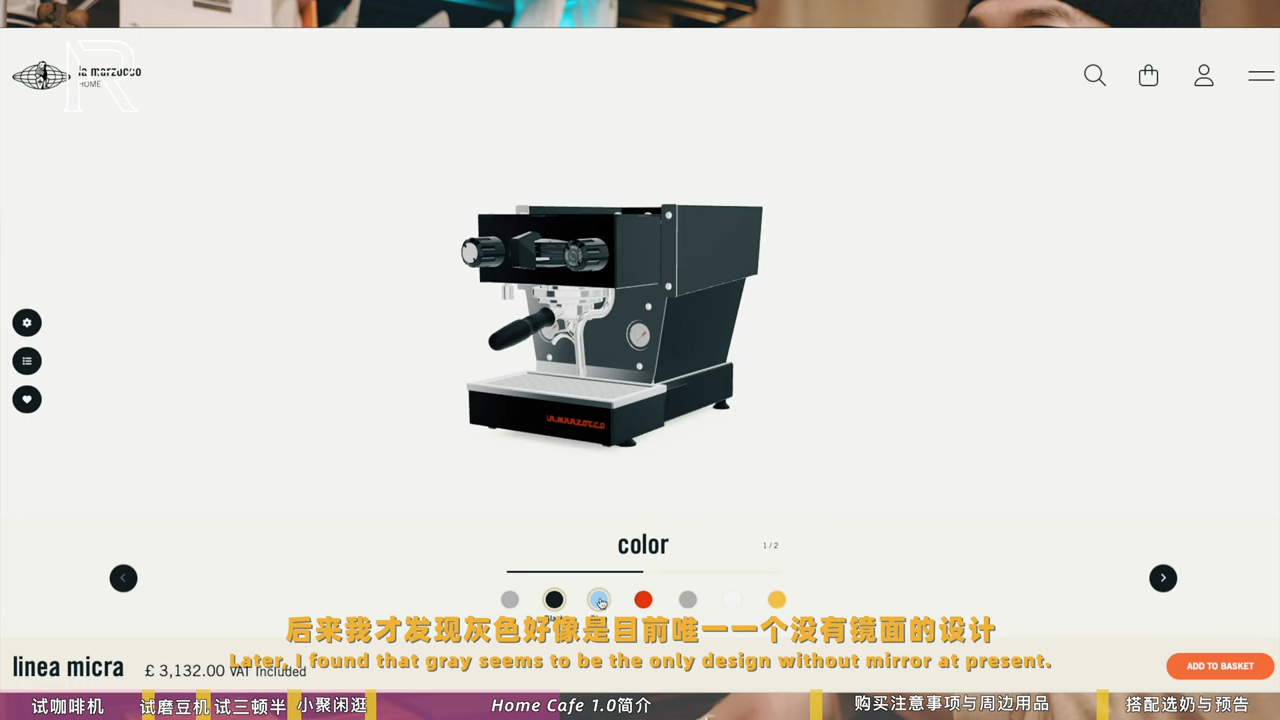 la marzocco
HOME
R
LA MARZOCCO
color
1 / 2
后来我才发现灰色好像是目前唯一一个没有镜面的设计
Later, I found that gray seems to be the only design without mirror at present.
linea micra
£ 3,132.00 VAT Included
ADD TO BASKET
试咖啡机
试磨豆机
试三顿半
小聚闲逛
Home Cafe 1.0简介
购买注意事项与周边用品
搭配选奶与预告